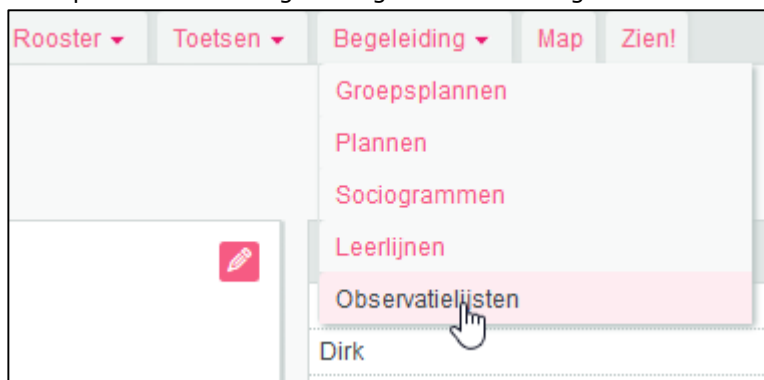 Rooster Toetsen Begeleiding Map Zien!
Groepsplannen
Plannen
Sociogrammen
Leerlijnen
Observatielijsten
Dirk